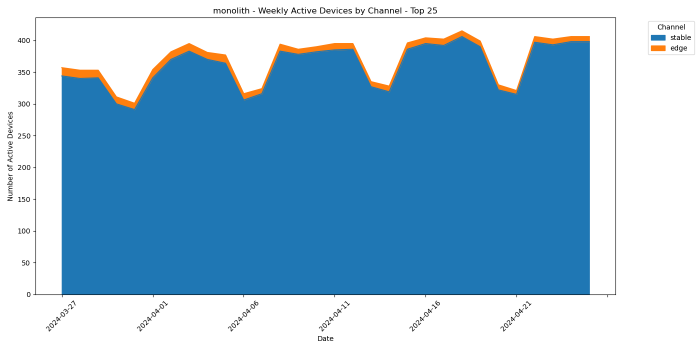 monolith - Weekly Active Devices by Channel - Top 25
Channel
stable
edge
Number of Active Devices
400
350
300
250
200
150
100
50
0
2024-03-27
2024-04-01
2024-04-06
2024-04-11
2024-04-16
2024-04-21
Date